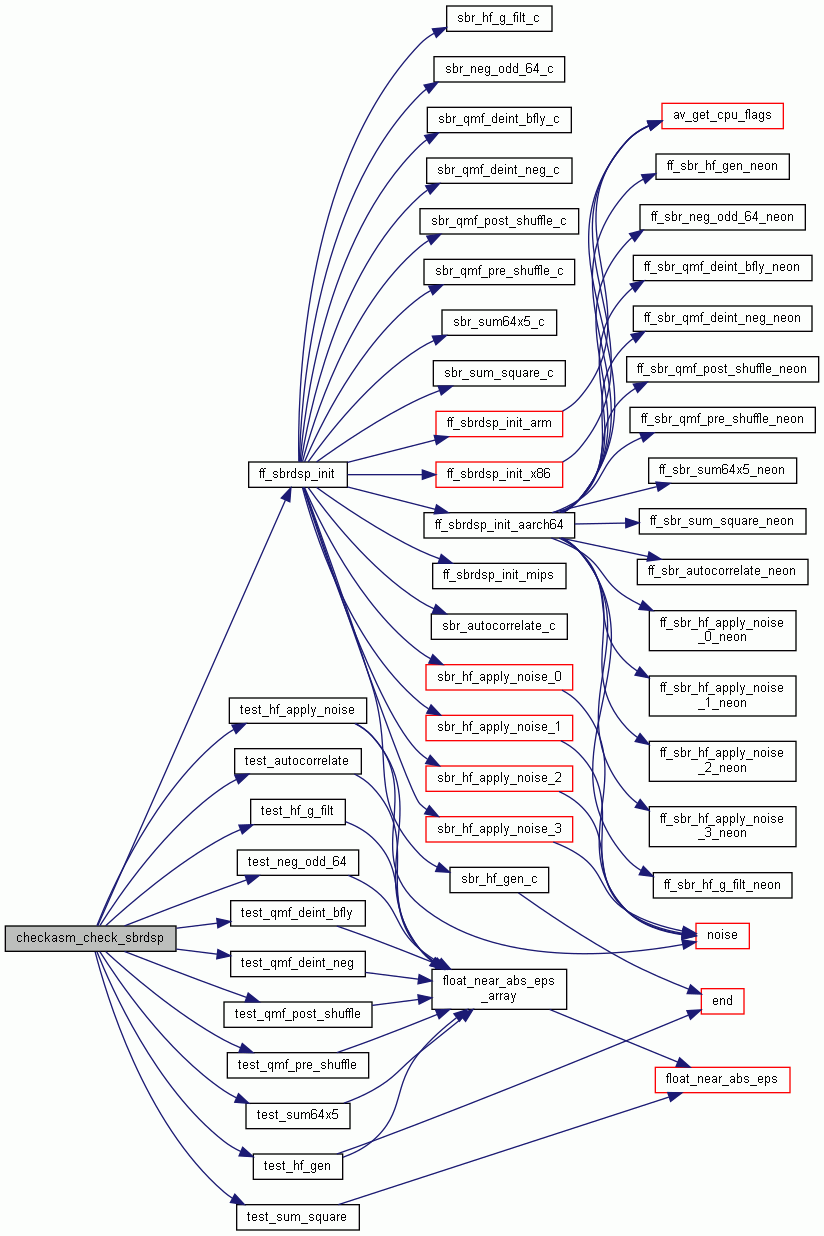 sbr_hf_g_filt_c
sbr_neg_odd_64_c
sbr_qmf_deint_bfly_c
sbr_qmf_deint_neg_c
sbr_qmf_post_shuffle_c
sbr_qmf_pre_shuffle_c
sbr_sum64x5_c
sbr_sum_square_c
ff_sbrdsp_init_arm
ff_sbrdsp_init
ff_sbrdsp_init_x86
ff_sbrdsp_init_aarch64
ff_sbrdsp_init_mips
sbr_autocorrelate_c
sbr_hf_apply_noise_0
sbr_hf_apply_noise_1
sbr_hf_apply_noise_2
sbr_hf_apply_noise_3
sbr_hf_gen_c
av_get_cpu_flags
ff_sbr_hf_gen_neon
ff_sbr_neg_odd_64_neon
ff_sbr_qmf_deint_bfly_neon
ff_sbr_qmf_deint_neg_neon
ff_sbr_qmf_post_shuffle_neon
ff_sbr_qmf_pre_shuffle_neon
ff_sbr_sum64x5_neon
ff_sbr_sum_square_neon
ff_sbr_autocorrelate_neon
ff_sbr_hf_apply_noise
_0_neon
ff_sbr_hf_apply_noise
_1_neon
ff_sbr_hf_apply_noise
_2_neon
ff_sbr_hf_apply_noise
_3_neon
ff_sbr_hf_g_filt_neon
noise
end
float_near_abs_eps
test_hf_apply_noise
test_autocorrelate
test_hf_g_filt
test_neg_odd_64
test_qmf_deint_bfly
checkasm_check_sbrdsp
test_qmf_deint_neg
test_qmf_post_shuffle
test_qmf_pre_shuffle
test_sum64x5
test_hf_gen
test_sum_square
float_near_abs_eps
_array